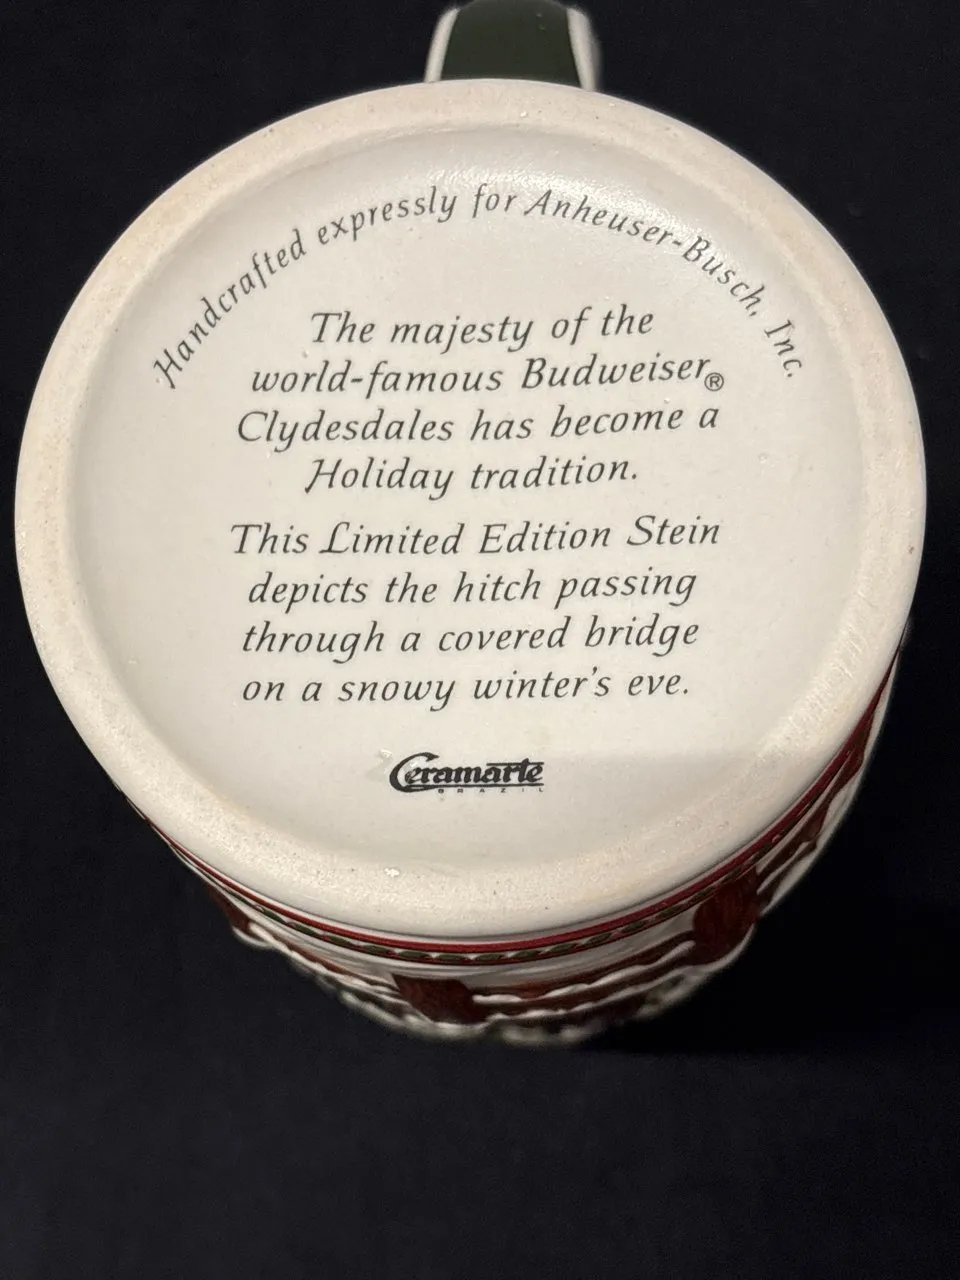 Handcrafted expressly for Anheuser-Busch, Inc.
The majesty of the
world-famous Budweiser®
Clydesdales has become a
Holiday tradition.
This Limited Edition Stein
depicts the hitch passing
through a covered bridge
on a snowy winter's eve.
Ceramarte
BRAZIL